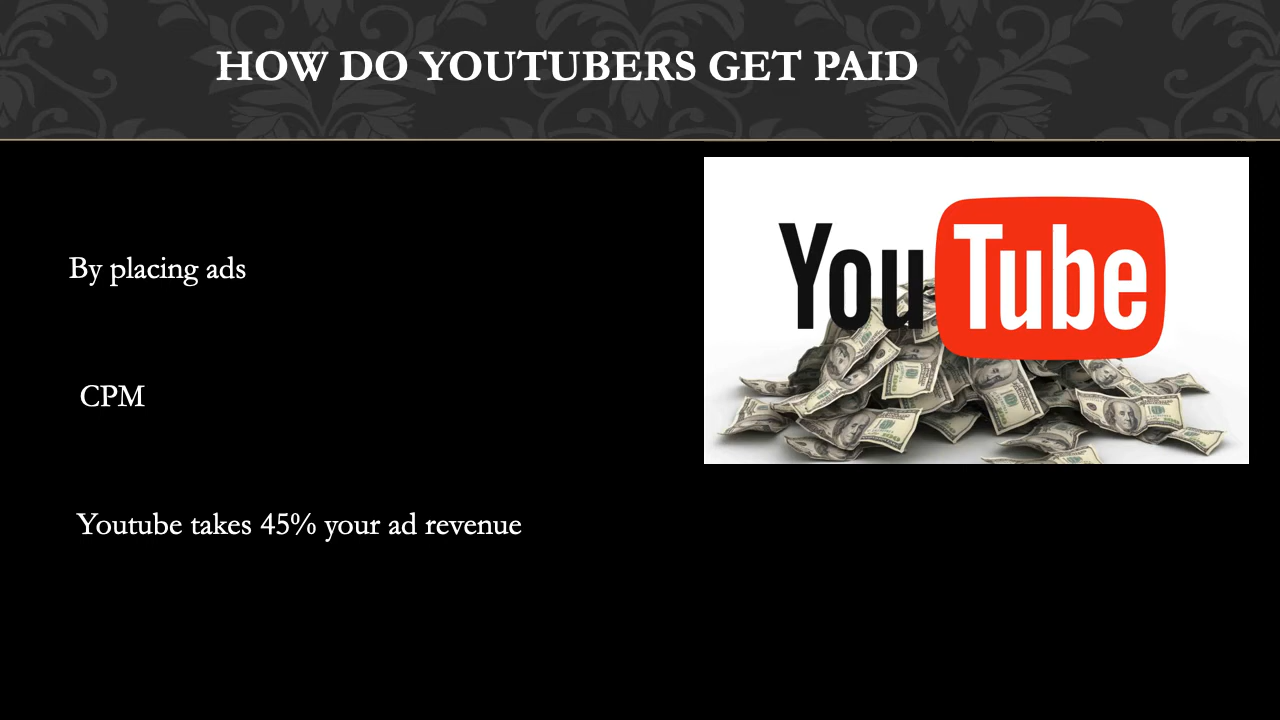 HOW DO YOUTUBERS GET PAID
By placing ads
CPM
Youtube takes 45% your ad revenue
YouTube